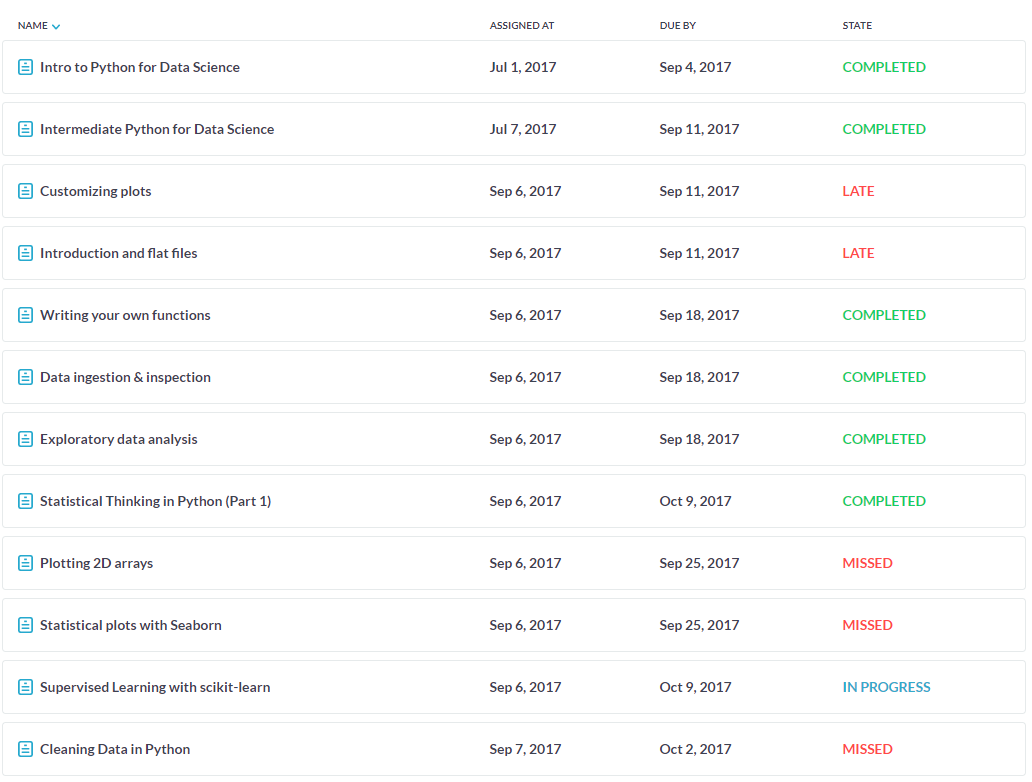 NAME ASSIGNED AT DUE BY STATE
Intro to Python for Data Science Jul 1, 2017 Sep 4, 2017 COMPLETED
Intermediate Python for Data Science Jul 7, 2017 Sep 11, 2017 COMPLETED
Customizing plots Sep 6, 2017 Sep 11, 2017 LATE
Introduction and flat files Sep 6, 2017 Sep 11, 2017 LATE
Writing your own functions Sep 6, 2017 Sep 18, 2017 COMPLETED
Data ingestion & inspection Sep 6, 2017 Sep 18, 2017 COMPLETED
Exploratory data analysis Sep 6, 2017 Sep 18, 2017 COMPLETED
Statistical Thinking in Python (Part 1) Sep 6, 2017 Oct 9, 2017 COMPLETED
Plotting 2D arrays Sep 6, 2017 Sep 25, 2017 MISSED
Statistical plots with Seaborn Sep 6, 2017 Sep 25, 2017 MISSED
Supervised Learning with scikit-learn Sep 6, 2017 Oct 9, 2017 IN PROGRESS
Cleaning Data in Python Sep 7, 2017 Oct 2, 2017 MISSED